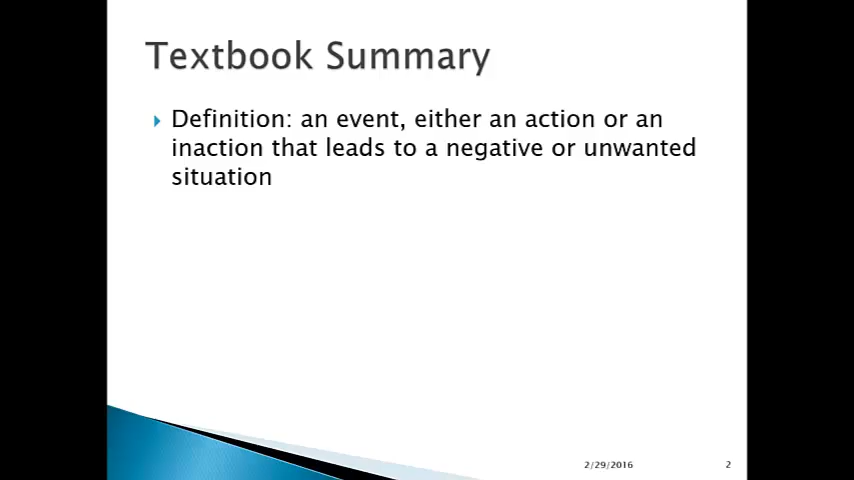 Textbook Summary
Definition: an event, either an action or an
inaction that leads to a negative or unwanted
situation
2/29/2016
2